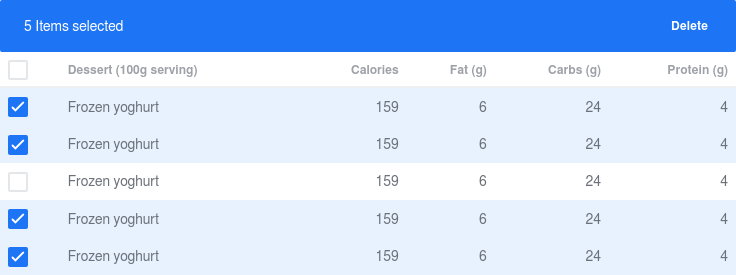 5 Items selected Delete
Dessert (100g serving) Calories Fat (g) Carbs (g) Protein (g)
Frozen yoghurt 159 6 24 4
Frozen yoghurt 159 6 24 4
Frozen yoghurt 159 6 24 4
Frozen yoghurt 159 6 24 4
Frozen yoghurt 159 6 24 4